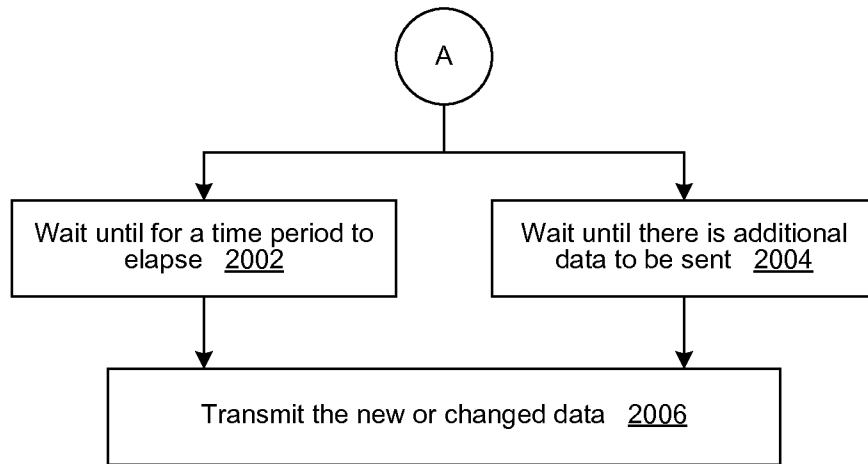 A
Wait until for a time period to
elapse 2002
Wait until there is additional
data to be sent 2004
Transmit the new or changed data 2006